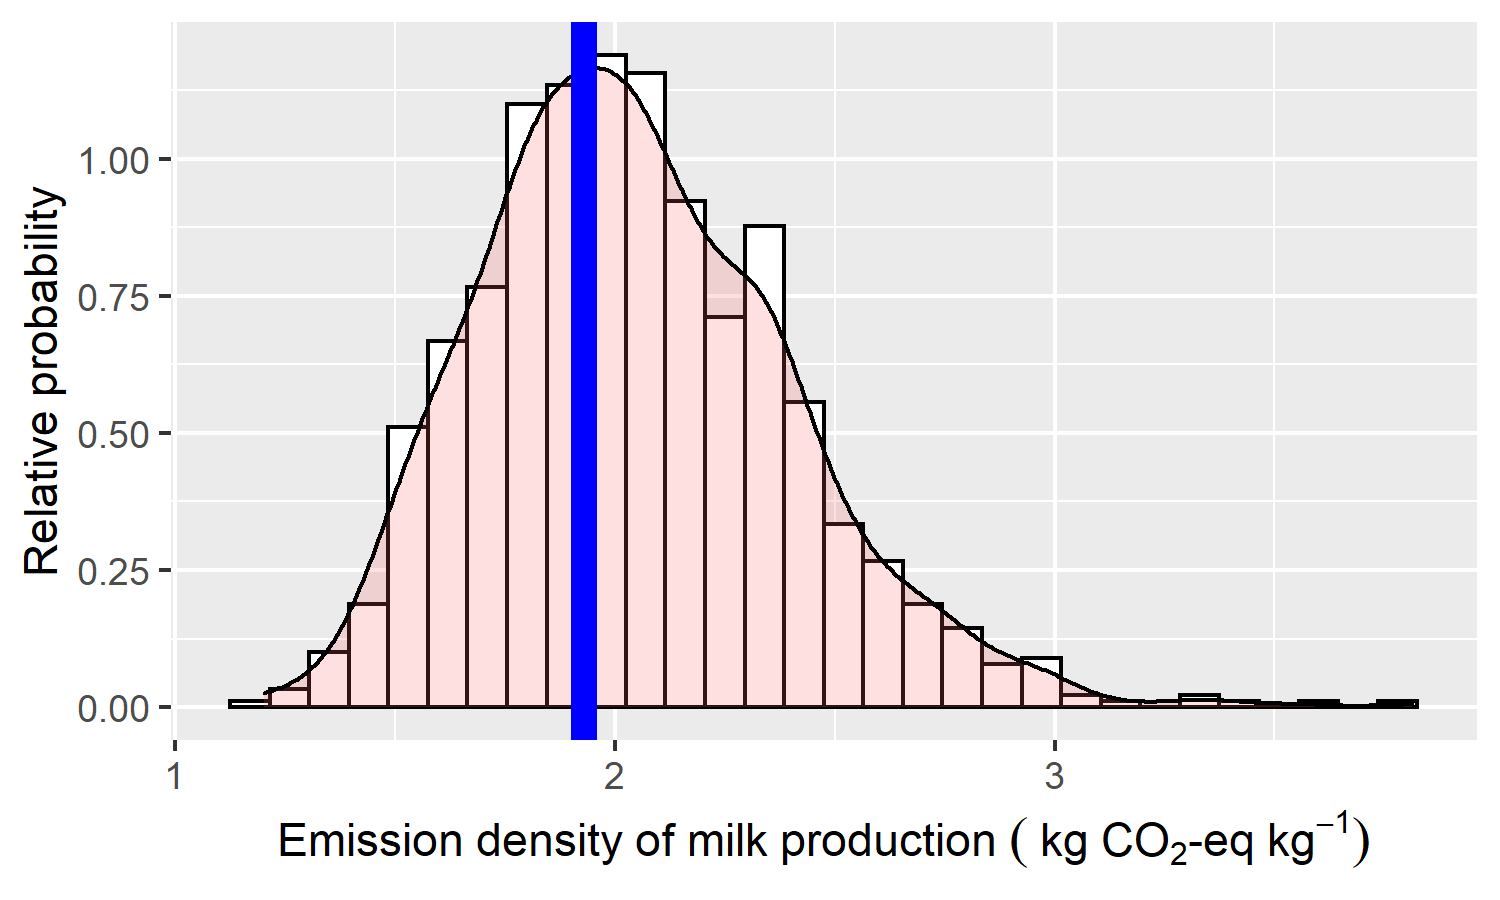 Relative probability
1.00
0.75
0.50
0.25
0.00
1 2 3
Emission density of milk production ( kg CO₂-eq kg⁻¹)